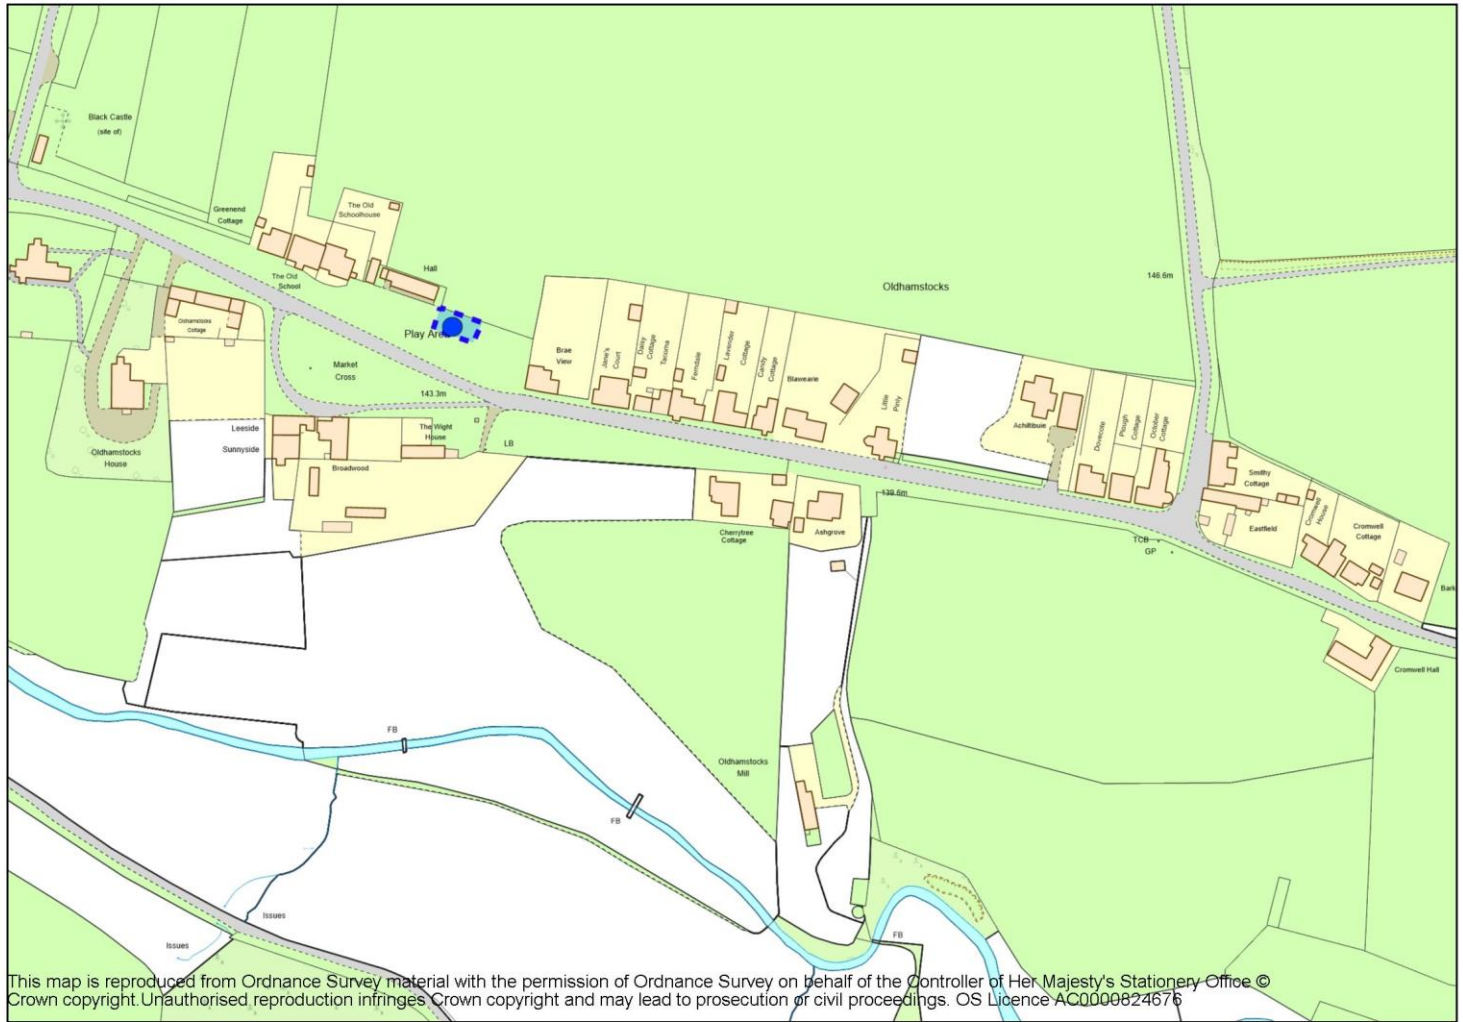 Black Castle
(site of)
Greenend
Cottage
The Old
Schoolhouse
The Old
School
Hall
Play Area
Oldhamstocks
146.6m
Oldhamstocks
Cottage
Market
Cross
143.3m
Brae
View
Jane's
Court
Daisy
Cottage
Tacoma
Ferndale
Lavender
Cottage
Candy
Cottage
Blawearie
Little
Achiltibuie
Dovecote
Plough
Cottage
October
Cottage
Leeside
Sunnyside
The Wight
House
LB
Oldhamstocks
House
Broadwood
139.6m
Cherrytree
Cottage
Ashgrove
TCB
GP
Smithy
Cottage
Eastfield
Cromwell
House
Cromwell
Cottage
Bark
Cromwell Hall
FB
Oldhamstocks
Mill
FB
Issues
Issues
FB
This map is reproduced from Ordnance Survey material with the permission of Ordnance Survey on behalf of the Controller of Her Majesty's Stationery Office ©
Crown copyright.Unauthorised reproduction infringes Crown copyright and may lead to prosecution or civil proceedings. OS Licence AC0000824676